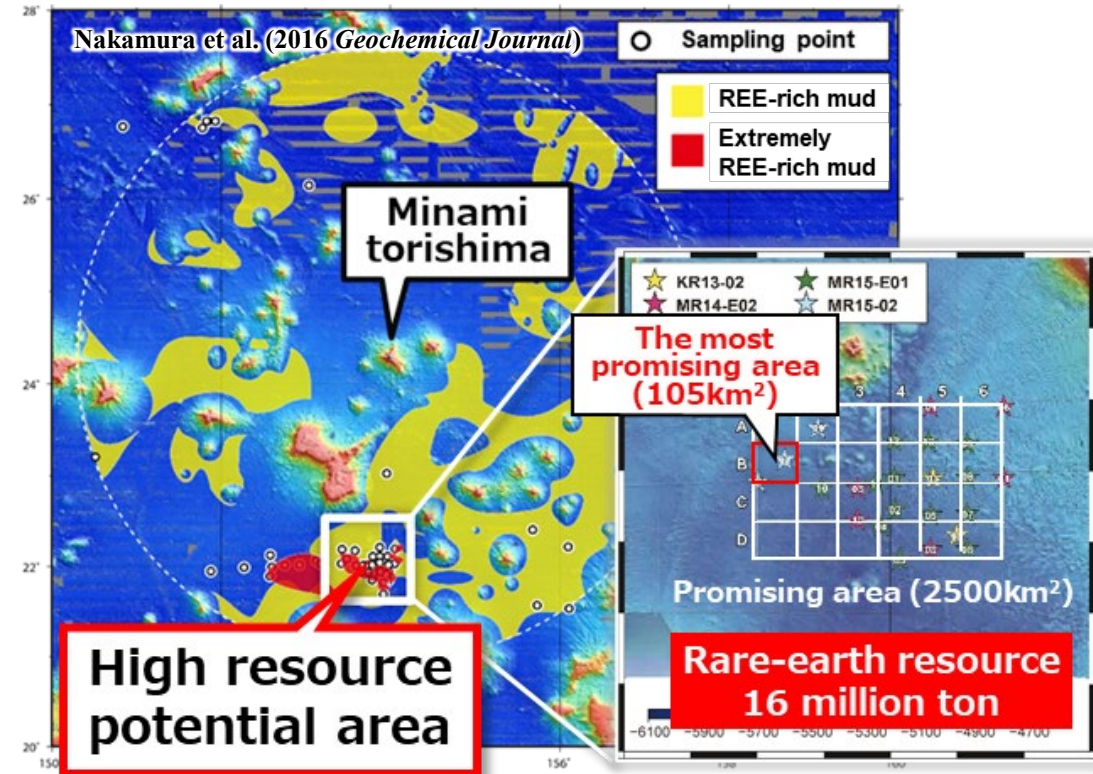 28°
Nakamura et al. (2016 Geochemical Journal)
Sampling point
REE-rich mud
Extremely
REE-rich mud
26°
Minami
torishima
KR13-02
MR15-E01
MR14-E02
MR15-02
The most
promising area
(105km²)
24°
3 4 5 6
A
B
C
D
22°
Promising area (2500km²)
High resource
potential area
Rare-earth resource
16 million ton
-6100 -5900 -5700 -5500 -5300 -5100 -4900 -4700
20°
150
156°